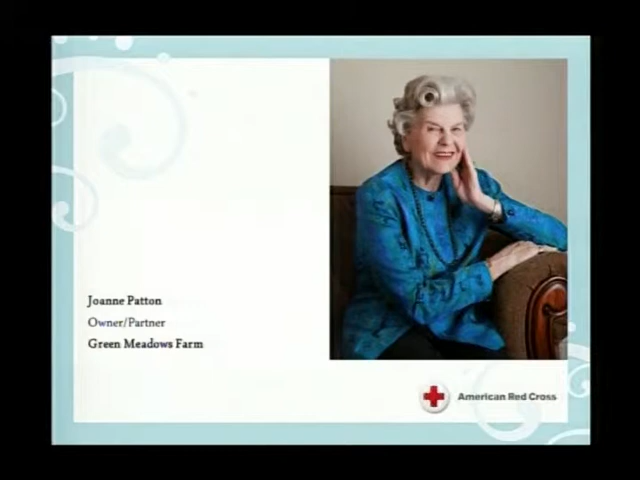 Joanne Patton
Owner/Partner
Green Meadows Farm
American Red Cross